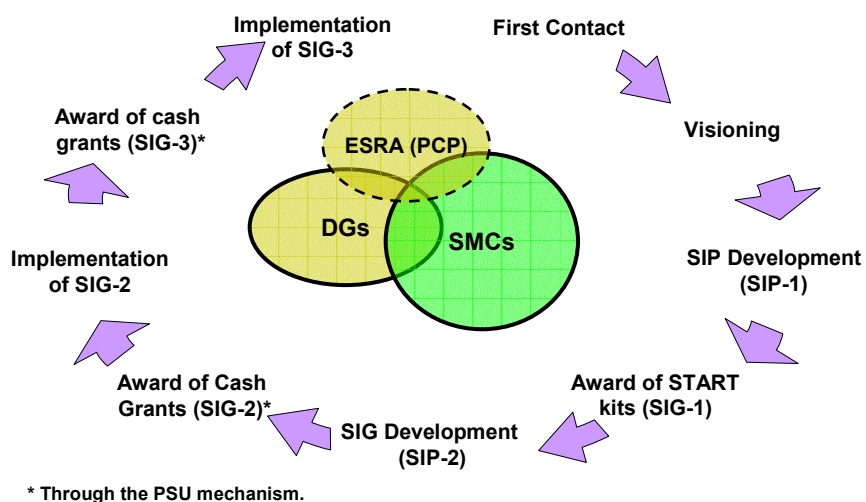 First Contact
Visioning
SIP Development
(SIP-1)
Award of START
kits (SIG-1)
SIG Development
(SIP-2)
Award of Cash
Grants (SIG-2)*
Implementation
of SIG-2
Award of cash
grants (SIG-3)*
Implementation
of SIG-3
ESRA (PCP)
DGs
SMCs
* Through the PSU mechanism.